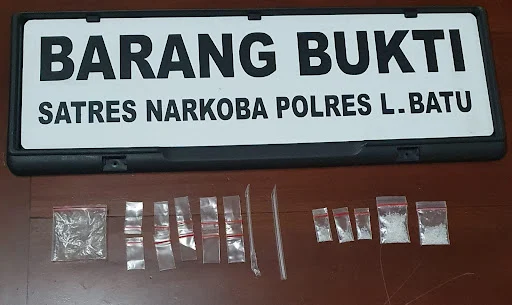 BARANG BUKTI
SATRES NARKOBA POLRES L.BATU